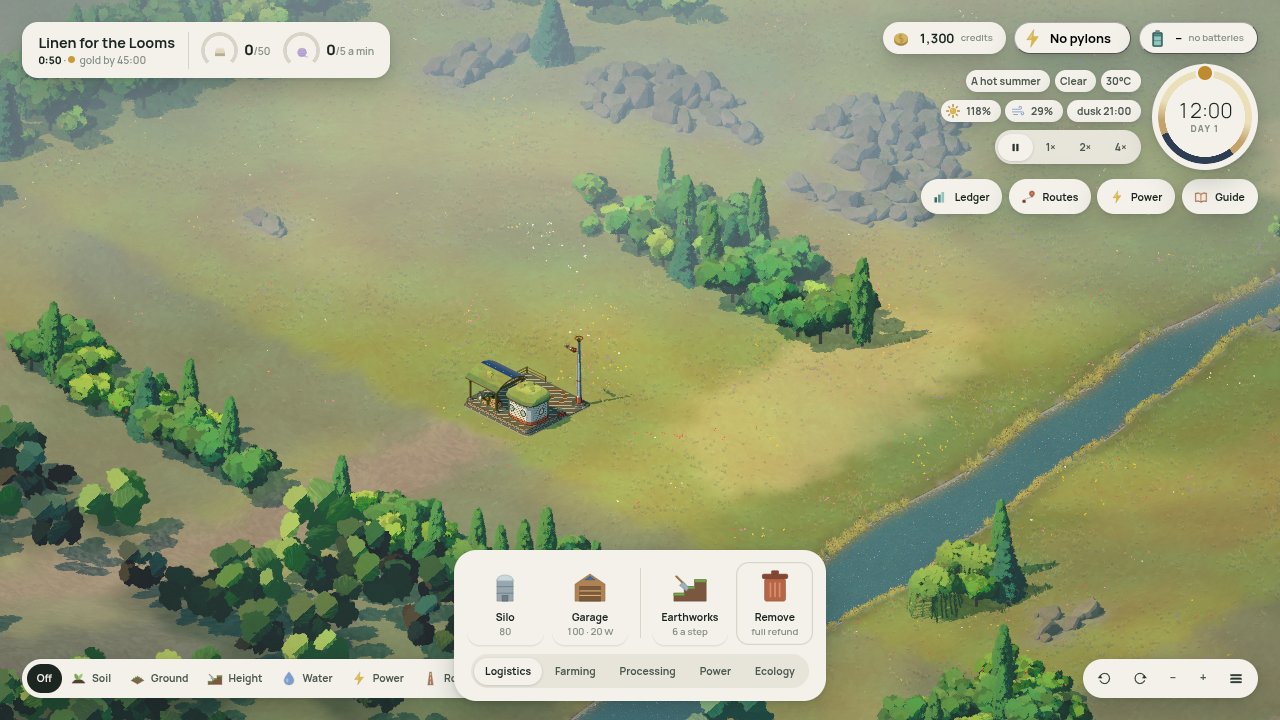 Linen for the Looms
0:50 · gold by 45:00
0/50
0/5 a min
1,300 credits
No pylons
– no batteries
A hot summer
Clear
30°C
118%
29%
dusk 21:00
12:00
DAY 1
1×
2×
4×
Ledger
Routes
Power
Guide
Silo
80
Garage
100 · 20 W
Earthworks
6 a step
Remove
full refund
Logistics
Farming
Processing
Power
Ecology
Off
Soil
Ground
Height
Water
Power